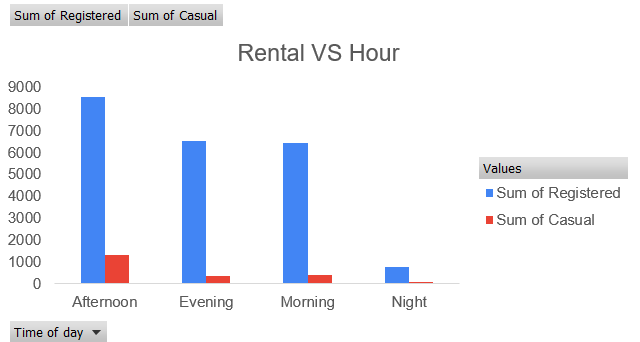 Sum of Registered Sum of Casual
Rental VS Hour
9000
8000
7000
6000
5000
4000
3000
2000
1000
0
Afternoon Evening Morning Night
Values
Sum of Registered
Sum of Casual
Time of day